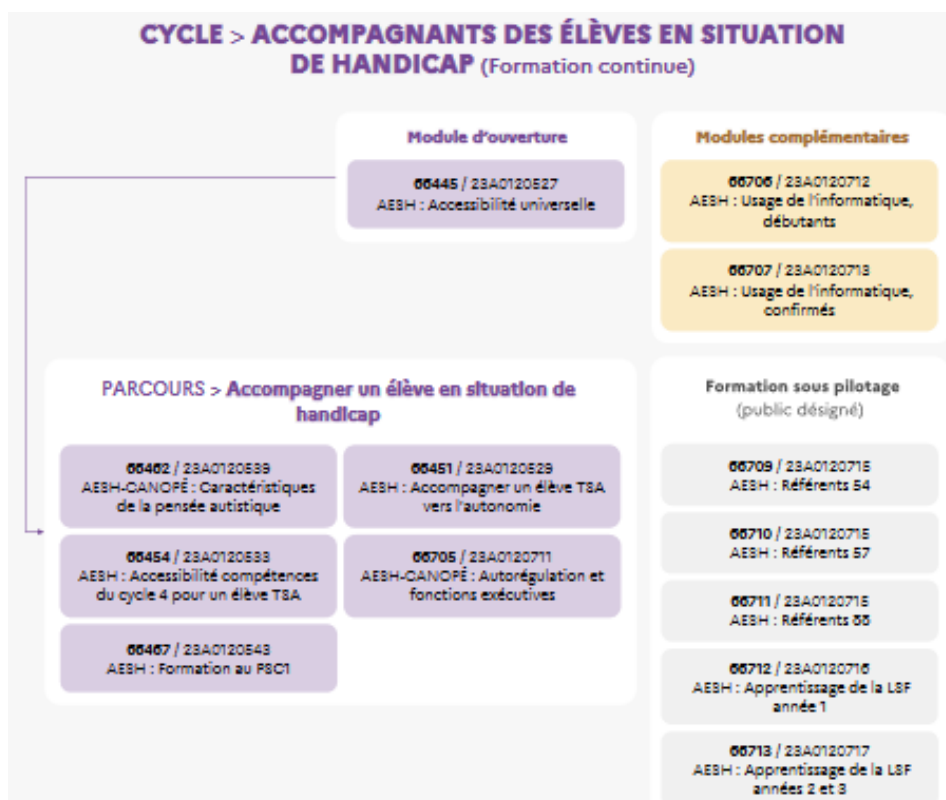 CYCLE > ACCOMPAGNANTS DES ÉLÈVES EN SITUATION
DE HANDICAP (Formation continue)
Module d'ouverture
66445 / 23A0120527
AESH : Accessibilité universelle
Modules complémentaires
66706 / 23A0120712
AESH : Usage de l'informatique,
débutants
66707 / 23A0120713
AESH : Usage de l'informatique,
confirmés
PARCOURS > Accompagner un élève en situation de
handicap
66462 / 23A0120539
AESH-CANOPÉ : Caractéristiques
de la pensée autistique
66451 / 23A0120529
AESH : Accompagner un élève TSA
vers l'autonomie
66454 / 23A0120533
AESH : Accessibilité compétences
du cycle 4 pour un élève TSA
66705 / 23A0120711
AESH-CANOPÉ : Autorégulation et
fonctions exécutives
66467 / 23A0120543
AESH : Formation au PSC1
Formation sous pilotage
(public désigné)
66709 / 23A0120715
AESH : Référents 54
66710 / 23A0120715
AESH : Référents 57
66711 / 23A0120715
AESH : Référents
66712 / 23A0120716
AESH : Apprentissage de la LSF
année 1
66713 / 23A0120717
AESH : Apprentissage de la LSF
années 2 et 3